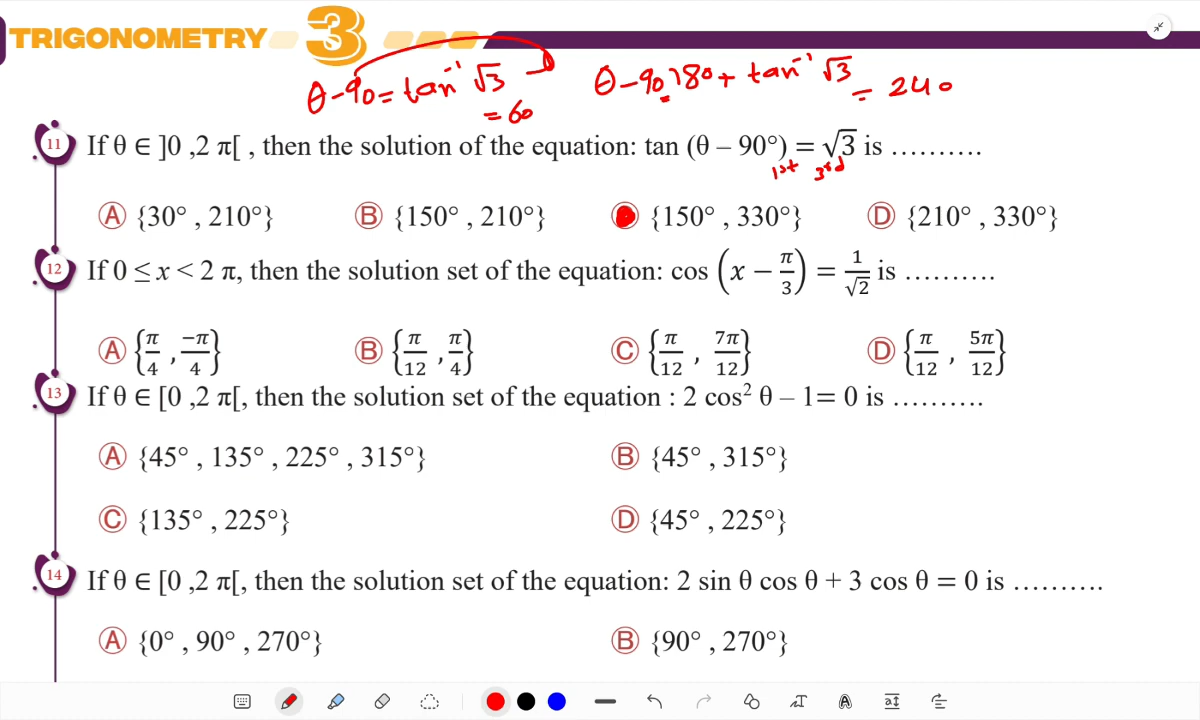 TRIGONOMETRY 3
θ-90 = tan⁻¹ √3
= 60
θ-90 180 + tan⁻¹ √3
= 240
11 If θ ∈ ]0 ,2 π[ , then the solution of the equation: tan (θ – 90°) = √3 is ……….
1st 3rd
A {30° , 210°} B {150° , 210°} {150° , 330°} D {210° , 330°}
12 If 0 ≤ x < 2 π, then the solution set of the equation: cos (x − π/3) = 1/√2 is ……….
A {π/4 , −π/4} B {π/12 , π/4} C {π/12 , 7π/12} D {π/12 , 5π/12}
13 If θ ∈ [0 ,2 π[, then the solution set of the equation : 2 cos² θ – 1= 0 is ……….
A {45° , 135° , 225° , 315°} B {45° , 315°}
C {135° , 225°} D {45° , 225°}
14 If θ ∈ [0 ,2 π[, then the solution set of the equation: 2 sin θ cos θ + 3 cos θ = 0 is ……….
A {0° , 90° , 270°} B {90° , 270°}